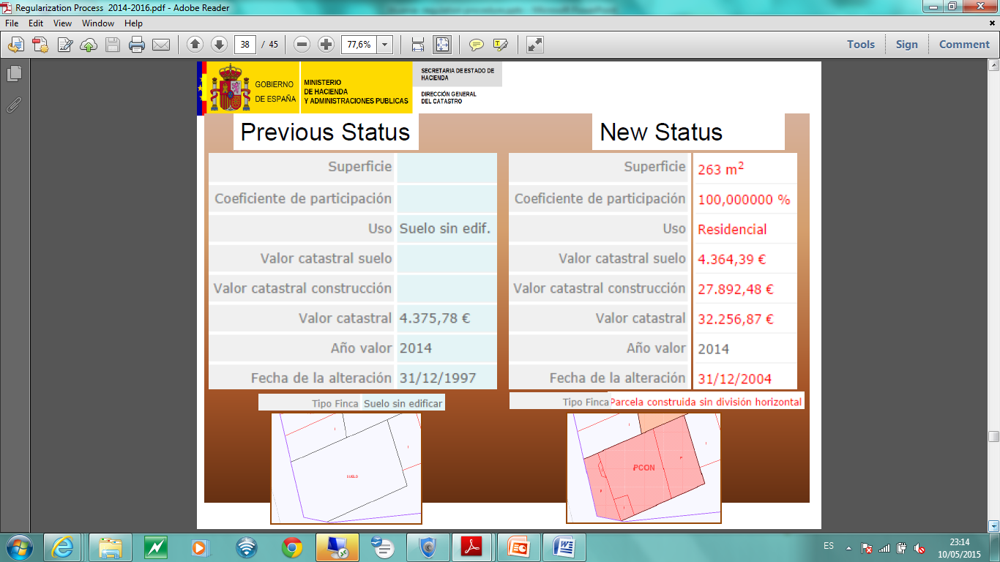 Regularization Process 2014-2016.pdf - Adobe Reader
File Edit View Window Help
38 / 45 77,6% Tools Sign Comment
GOBIERNO
DE ESPAÑA
MINISTERIO
DE HACIENDA
Y ADMINISTRACIONES PUBLICAS
SECRETARIA DE ESTADO DE
HACIENDA
DIRECCIÓN GENERAL
DEL CATASTRO
Previous Status
Superficie
Coeficiente de participación
Uso Suelo sin edif.
Valor catastral suelo
Valor catastral construcción
Valor catastral 4.375,78 €
Año valor 2014
Fecha de la alteración 31/12/1997
Tipo Finca Suelo sin edificar
SUELO
New Status
Superficie 263 m²
Coeficiente de participación 100,000000 %
Uso Residencial
Valor catastral suelo 4.364,39 €
Valor catastral construcción 27.892,48 €
Valor catastral 32.256,87 €
Año valor 2014
Fecha de la alteración 31/12/2004
Tipo Finca Parcela construida sin división horizontal
PCON
ES 23:14
10/05/2015